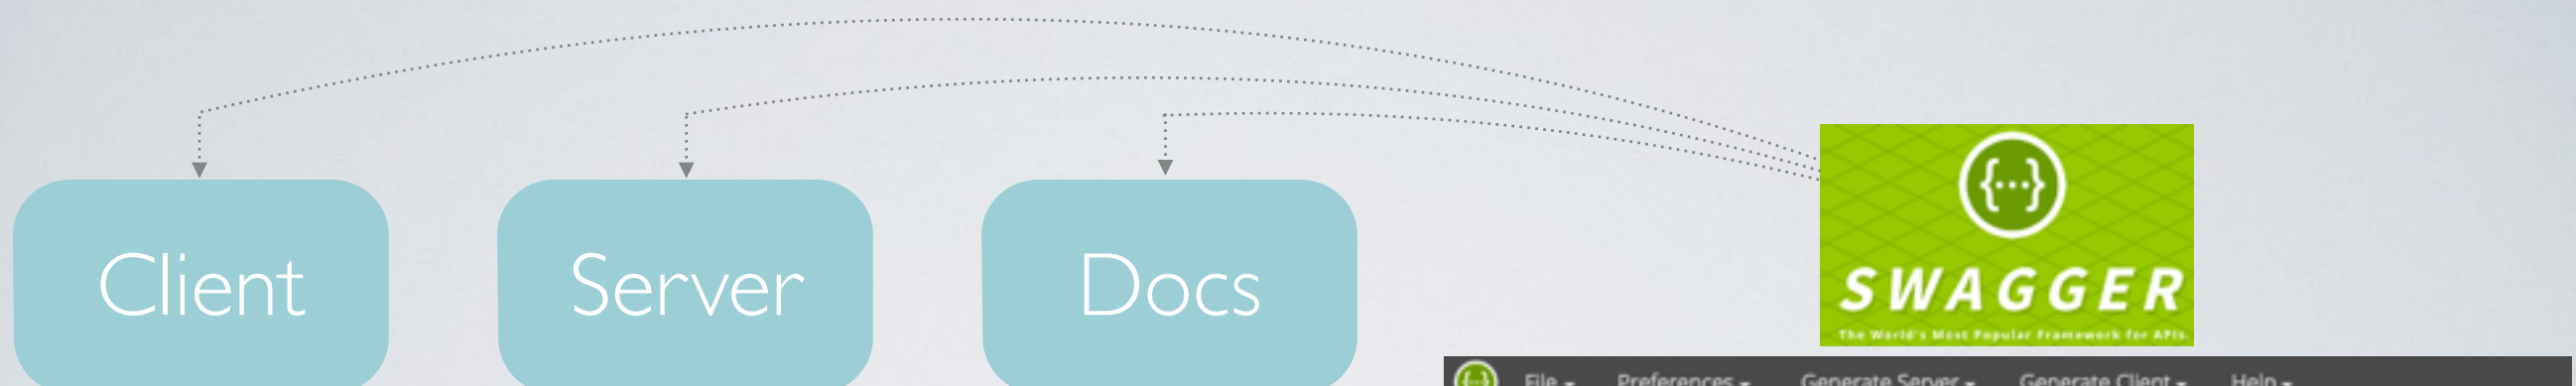 Client
Server
Docs
{...}
SWAGGER
The World's Most Popular Framework for APIs
{...} File Preferences Generate Server Generate Client Help